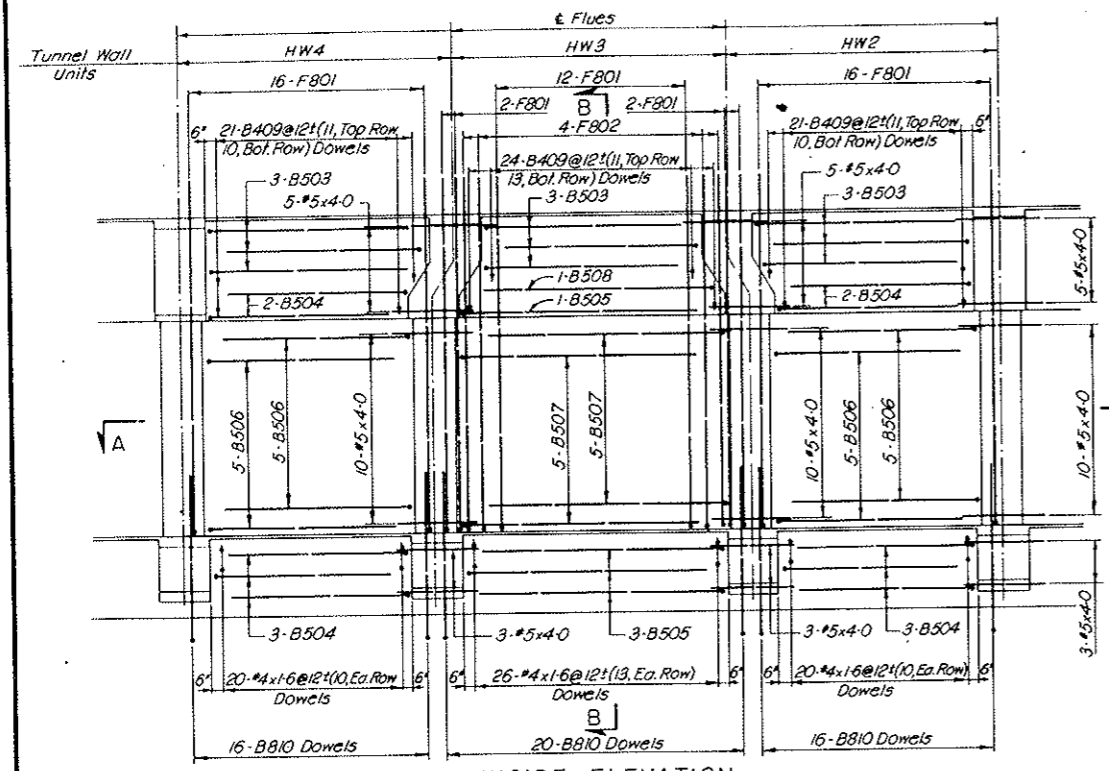 ₵ Flues
Tunnel Wall
Units
HW4
HW3
HW2
16-F801
12-F801
16-F801
2-F801
B
2-F801
4-F802
6"
21-B409@12"±(11,Top Row,
10,Bot.Row) Dowels
24-B409@12"±(11,Top Row
13,Bot.Row) Dowels
21-B409@12"±(11,Top Row,
10,Bot.Row) Dowels
6"
3-B503
5-#5x4-0
3-B503
5-#5x4-0
3-B503
2-B504
1-B508
1-B505
2-B504
5-#5x4-0
A
5-B506
5-B506
10-#5x4-0
5-B507
5-B507
10-#5x4-0
5-B506
5-B506
10-#5x4-0
3-B504
3-#5x4-0
3-B505
3-#5x4-0
3-B504
3-#5x4-0
6"
20-#4x1-6@12"±(10,Ea.Row)
Dowels
6"
6"
26-#4x1-6@12"±(13,Ea.Row)
Dowels
6"
6"
20-#4x1-6@12"±(10,Ea.Row)
Dowels
6"
B
16-B810 Dowels
20-B810 Dowels
16-B810 Dowels
INSIDE ELEVATION